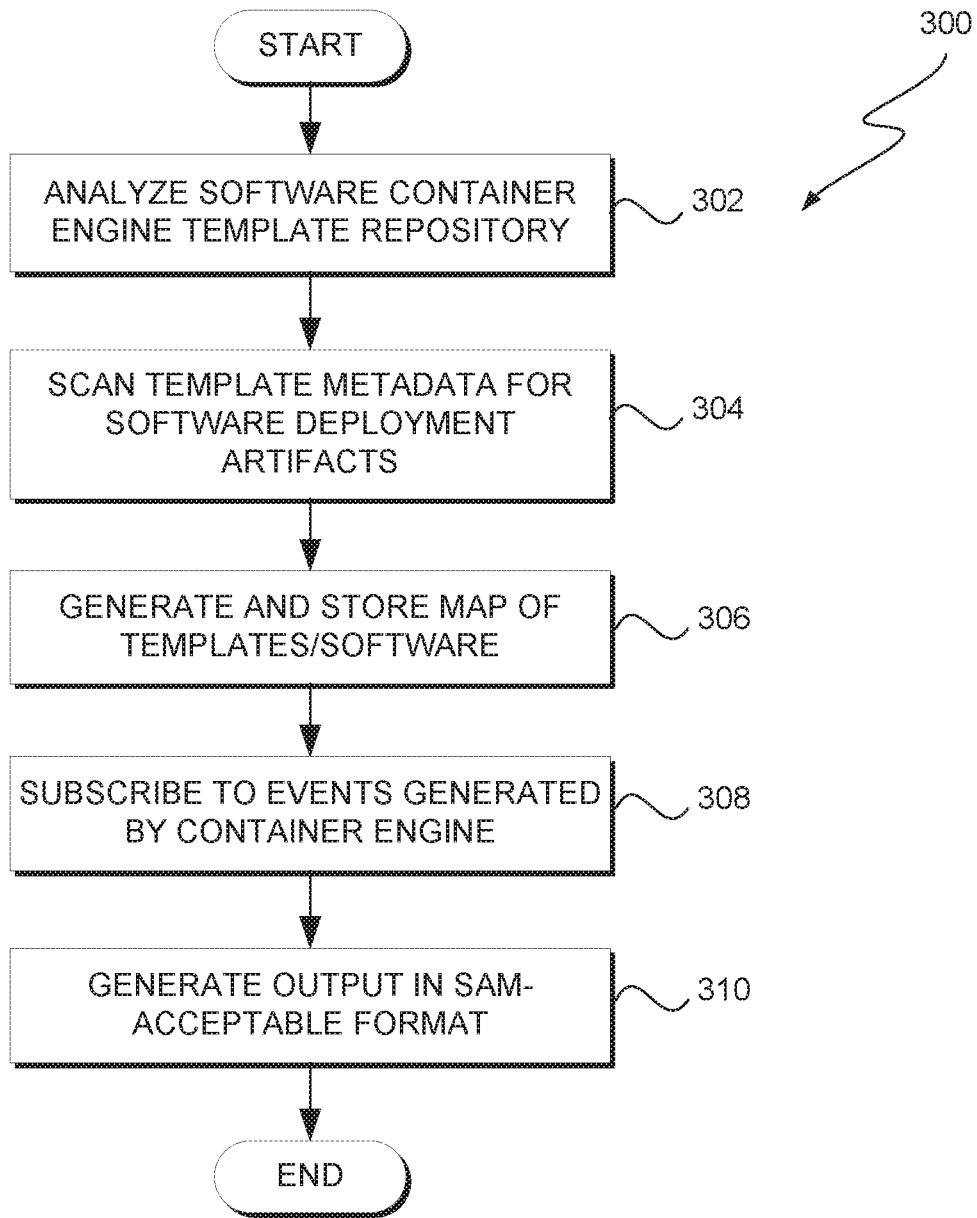 START
300
ANALYZE SOFTWARE CONTAINER
ENGINE TEMPLATE REPOSITORY
302
SCAN TEMPLATE METADATA FOR
SOFTWARE DEPLOYMENT
ARTIFACTS
304
GENERATE AND STORE MAP OF
TEMPLATES/SOFTWARE
306
SUBSCRIBE TO EVENTS GENERATED
BY CONTAINER ENGINE
308
GENERATE OUTPUT IN SAM-
ACCEPTABLE FORMAT
310
END